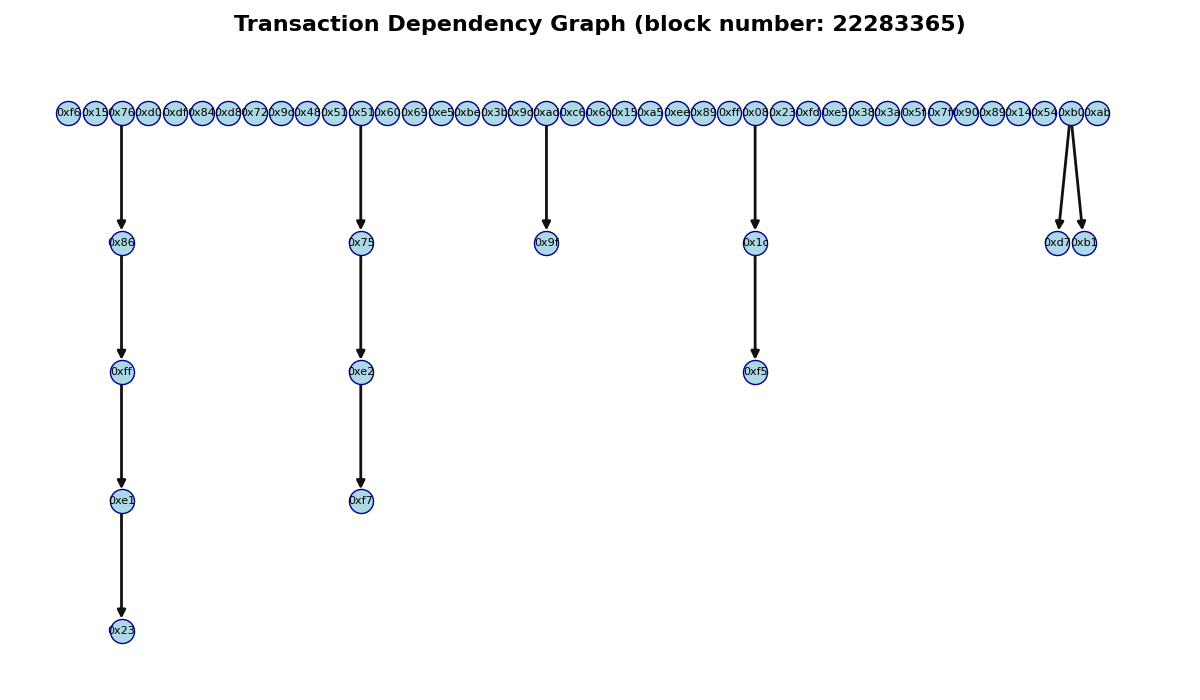 Transaction Dependency Graph (block number: 22283365)
0xf6 0x15 0x76 0xd0 0xdf 0x84 0xd8 0x72 0x9d 0x48 0x51 0x51 0x60 0x69 0xe5 0xbe 0x3b 0x9d 0xad 0xc6 0x6c 0x15 0xa5 0xee 0x89 0xff 0x08 0x23 0xfd 0xe5 0x38 0x3a 0x5f 0x7f 0x90 0x89 0x14 0x54 0xb0 0xab
0x86 0x75 0x9f 0x1c 0xd7 0xb1
0xff 0xe2 0xf5
0xe1 0xf7
0x23